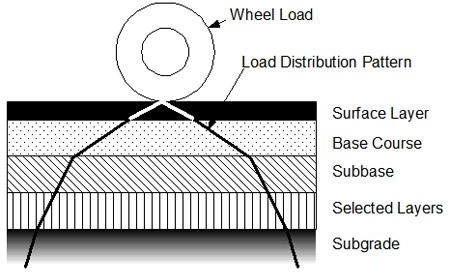 Wheel Load
Load Distribution Pattern
Surface Layer
Base Course
Subbase
Selected Layers
Subgrade